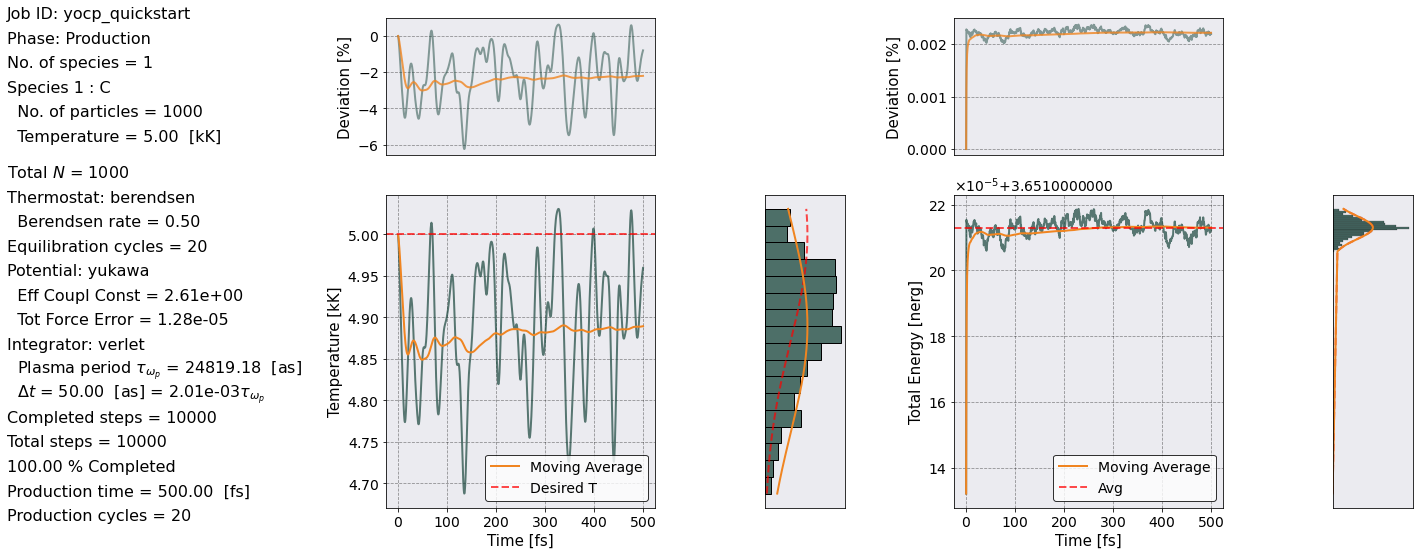 Job ID: yocp_quickstart
Phase: Production
No. of species = 1
Species 1 : C
No. of particles = 1000
Temperature = 5.00 [kK]
Total N = 1000
Thermostat: berendsen
Berendsen rate = 0.50
Equilibration cycles = 20
Potential: yukawa
Eff Coupl Const = 2.61e+00
Tot Force Error = 1.28e-05
Integrator: verlet
Plasma period τ_{ω_p} = 24819.18 [as]
Δt = 50.00 [as] = 2.01e-03τ_{ω_p}
Completed steps = 10000
Total steps = 10000
100.00 % Completed
Production time = 500.00 [fs]
Production cycles = 20
Deviation [%]
0
−2
−4
−6
Temperature [kK]
5.00
4.95
4.90
4.85
4.80
4.75
4.70
Moving Average
Desired T
0 100 200 300 400 500
Time [fs]
Deviation [%]
0.002
0.001
0.000
×10⁻⁵+3.6510000000
Total Energy [nerg]
22
20
18
16
14
Moving Average
Avg
0 100 200 300 400 500
Time [fs]